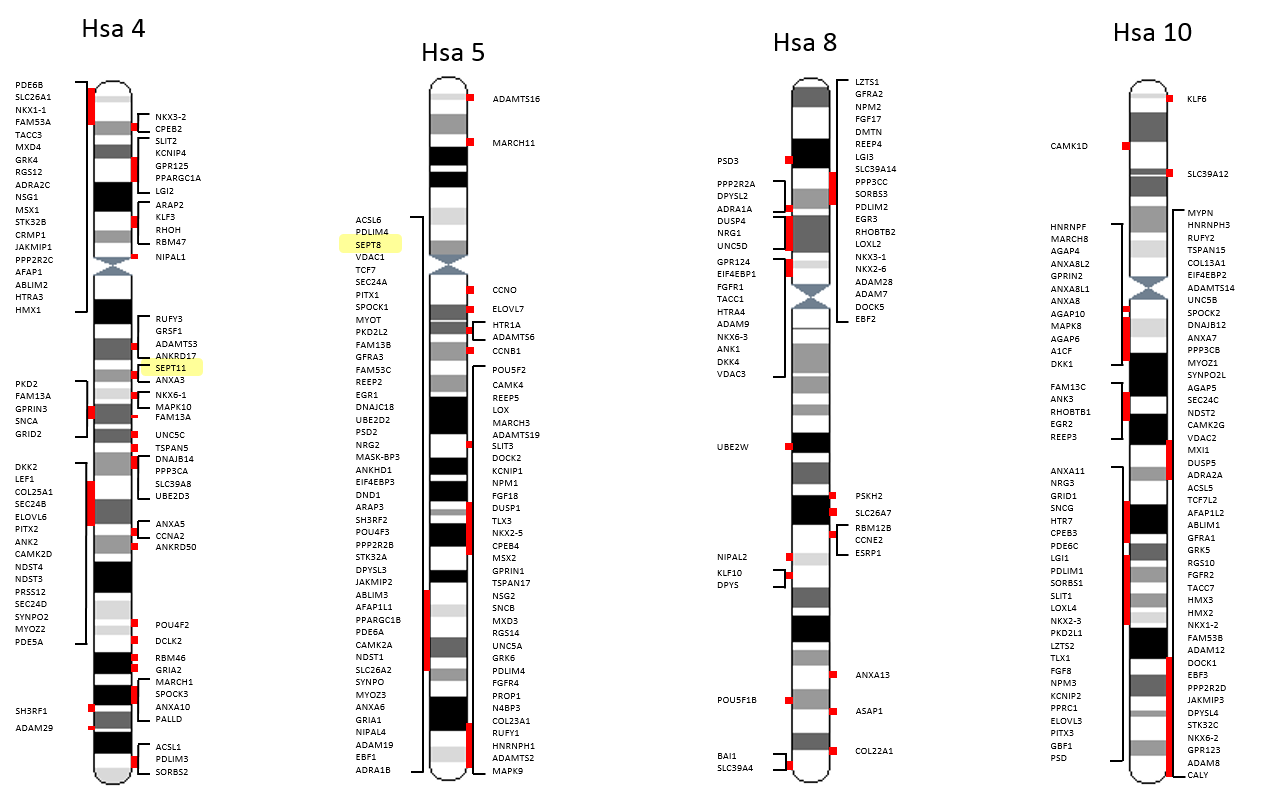 Hsa 4
PDE6B
SLC26A1
NKX1-1
FAM53A
TACC3
MXD4
GRK4
RGS12
ADRA2C
NSG1
MSX1
STK32B
CRMP1
JAKMIP1
PPP2R2C
AFAP1
ABLIM2
HTRA3
HMX1
PKD2
FAM13A
GPRIN3
SNCA
GRID2
DKK2
LEF1
COL25A1
SEC24B
ELOVL6
PITX2
ANK2
CAMK2D
NDST4
NDST3
PRSS12
SEC24D
SYNPO2
MYOZ2
PDE5A
SH3RF1
ADAM29
NKX3-2
CPEB2
SLIT2
KCNIP4
GPR125
PPARGC1A
LGI2
ARAP2
KLF3
RHOH
RBM47
NIPAL1
RUFY3
GRSF1
ADAMTS3
ANKRD17
SEPT11
ANXA3
NKX6-1
MAPK10
FAM13A
UNC5C
TSPAN5
DNAJB14
PPP3CA
SLC39A8
UBE2D3
ANXA5
CCNA2
ANKRD50
POU4F2
DCLK2
RBM46
GRIA2
MARCH1
SPOCK3
ANXA10
PALLD
ACSL1
PDLIM3
SORBS2
Hsa 5
ACSL6
PDLIM4
SEPT8
VDAC1
TCF7
SEC24A
PITX1
SPOCK1
MYOT
PKD2L2
FAM13B
GFRA3
FAM53C
REEP2
EGR1
DNAJC18
UBE2D2
PSD2
NRG2
MASK-BP3
ANKHD1
EIF4EBP3
DND1
ARAP3
SH3RF2
POU4F3
PPP2R2B
STK32A
DPYSL3
JAKMIP2
ABLIM3
AFAP1L1
PPARGC1B
PDE6A
CAMK2A
NDST1
SLC26A2
SYNPO
MYOZ3
ANXA6
GRIA1
NIPAL4
ADAM19
EBF1
ADRA1B
ADAMTS16
MARCH11
CCNO
ELOVL7
HTR1A
ADAMTS6
CCNB1
POU5F2
CAMK4
REEP5
LOX
MARCH3
ADAMTS19
SLIT3
DOCK2
KCNIP1
NPM1
FGF18
DUSP1
TLX3
NKX2-5
CPEB4
MSX2
GPRIN1
TSPAN17
NSG2
SNCB
MXD3
RGS14
UNC5A
GRK6
PDLIM4
FGFR4
PROP1
N4BP3
COL23A1
RUFY1
HNRNPH1
ADAMTS2
MAPK9
Hsa 8
PSD3
PPP2R2A
DPYSL2
ADRA1A
DUSP4
NRG1
UNC5D
GPR124
EIF4EBP1
FGFR1
TACC1
HTRA4
ADAM9
NKX6-3
ANK1
DKK4
VDAC3
UBE2W
NIPAL2
KLF10
DPYS
POU5F1B
BAI1
SLC39A4
LZTS1
GFRA2
NPM2
FGF17
DMTN
REEP4
LGI3
SLC39A14
PPP3CC
SORBS3
PDLIM2
EGR3
RHOBTB2
LOXL2
NKX3-1
NKX2-6
ADAM28
ADAM7
DOCK5
EBF2
PSKH2
SLC26A7
RBM12B
CCNE2
ESRP1
ANXA13
ASAP1
COL22A1
Hsa 10
CAMK1D
HNRNPF
MARCH8
AGAP4
ANXA8L2
GPRIN2
ANXA8L1
ANXA8
AGAP10
MAPK8
AGAP6
A1CF
DKK1
FAM13C
ANK3
RHOBTB1
EGR2
REEP3
ANXA11
NRG3
GRID1
SNCG
HTR7
CPEB3
PDE6C
LGI1
PDLIM1
SORBS1
SLIT1
LOXL4
NKX2-3
PKD2L1
LZTS2
TLX1
FGF8
NPM3
KCNIP2
PPRC1
ELOVL3
PITX3
GBF1
PSD
KLF6
SLC39A12
MYPN
HNRNPH3
RUFY2
TSPAN15
COL13A1
EIF4EBP2
ADAMTS14
UNC5B
SPOCK2
DNAJB12
ANXA7
PPP3CB
MYOZ1
SYNPO2L
AGAP5
SEC24C
NDST2
CAMK2G
VDAC2
MXI1
DUSP5
ADRA2A
ACSL5
TCF7L2
AFAP1L2
ABLIM1
GFRA1
GRK5
RGS10
FGFR2
TACC7
HMX3
HMX2
NKX1-2
FAM53B
ADAM12
DOCK1
EBF3
PPP2R2D
JAKMIP3
DPYSL4
STK32C
NKX6-2
GPR123
ADAM8
CALY